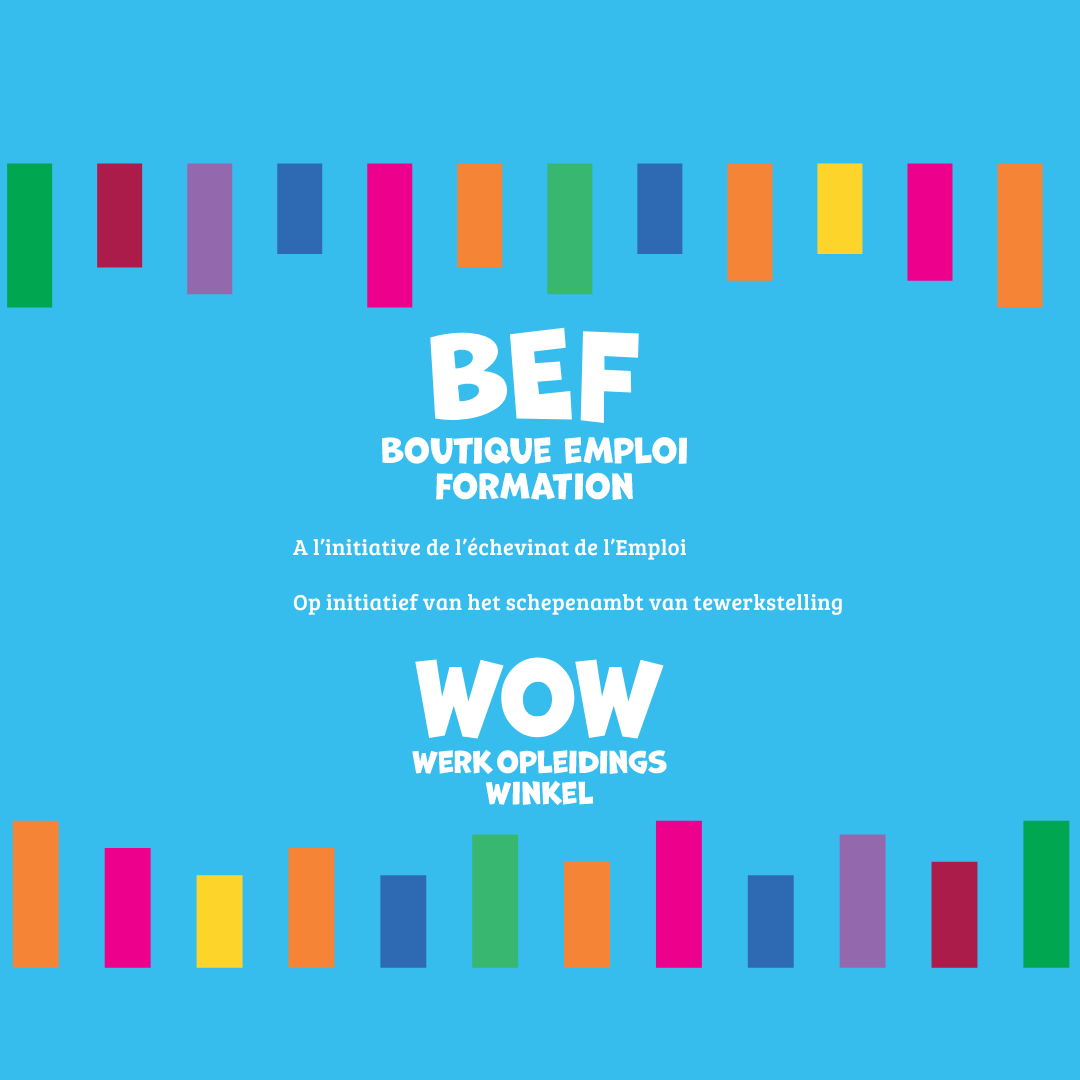 BEF
BOUTIQUE EMPLOI
FORMATION
A l'initiative de l'échevinat de l'Emploi
Op initiatief van het schepenambt van tewerkstelling
WOW
WERK OPLEIDINGS
WINKEL